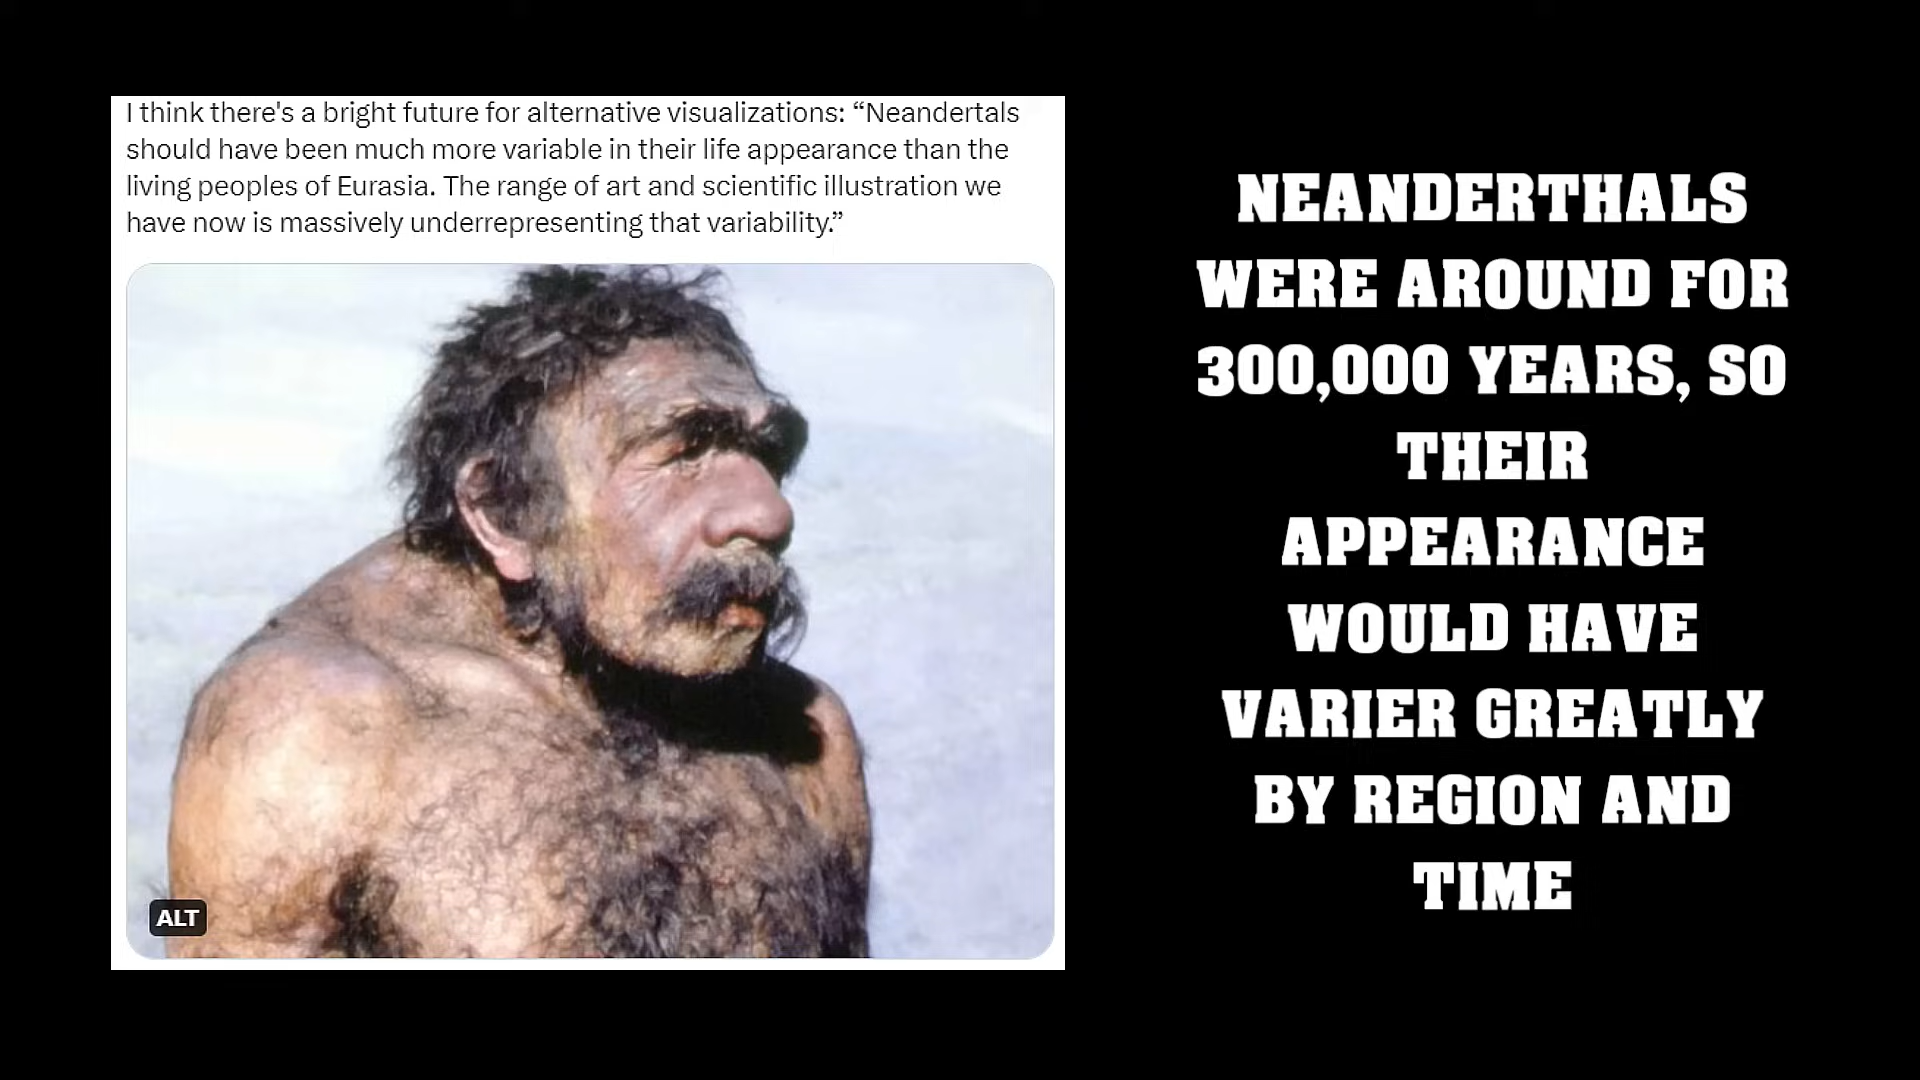 I think there's a bright future for alternative visualizations: “Neandertals
should have been much more variable in their life appearance than the
living peoples of Eurasia. The range of art and scientific illustration we
have now is massively underrepresenting that variability.”
ALT
NEANDERTHALS
WERE AROUND FOR
300,000 YEARS, SO
THEIR
APPEARANCE
WOULD HAVE
VARIER GREATLY
BY REGION AND
TIME